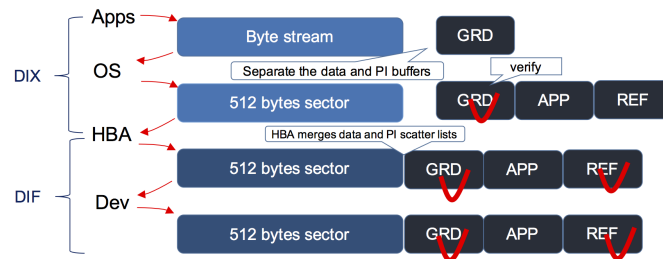 Apps
Byte stream
GRD
DIX
OS
Separate the data and PI buffers
verify
512 bytes sector
GRD
APP
REF
HBA
HBA merges data and PI scatter lists
512 bytes sector
GRD
APP
REF
DIF
Dev
512 bytes sector
GRD
APP
REF